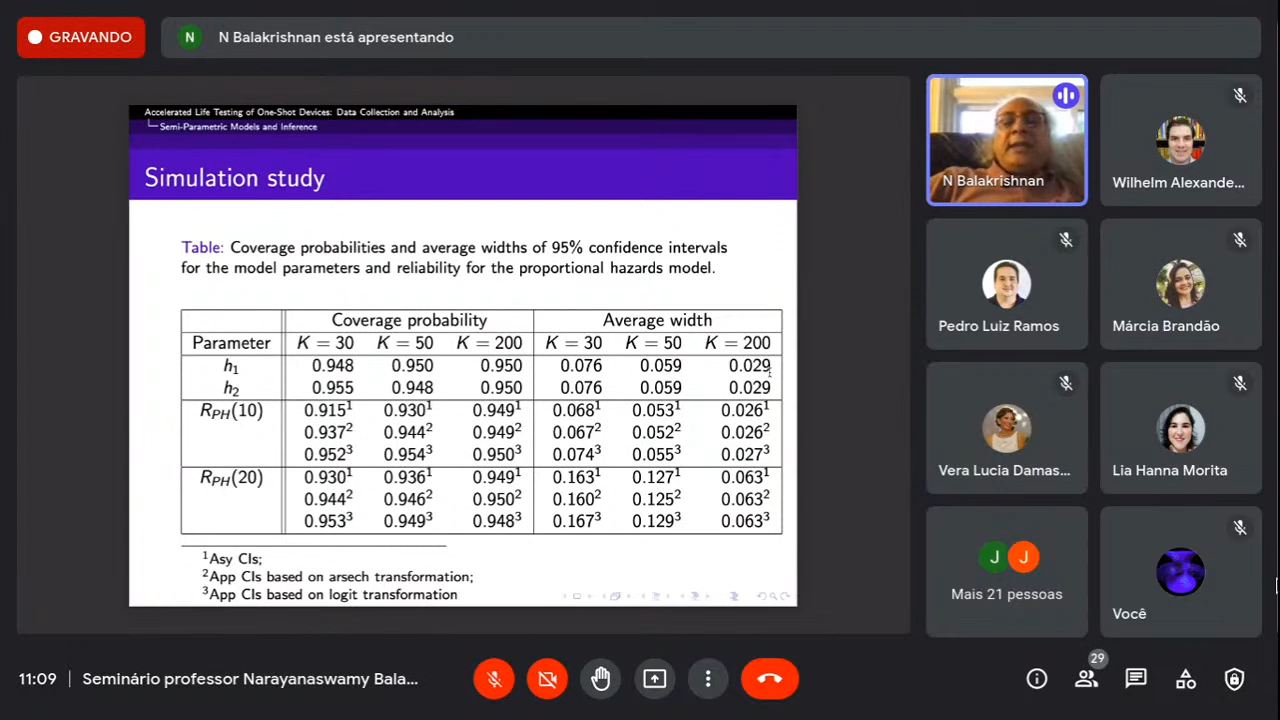 GRAVANDO
N
N Balakrishnan está apresentando
Accelerated Life Testing of One-Shot Devices: Data Collection and Analysis
Semi-Parametric Models and Inference
Simulation study
Table: Coverage probabilities and average widths of 95% confidence intervals
for the model parameters and reliability for the proportional hazards model.
Coverage probability Average width
Parameter K = 30 K = 50 K = 200 K = 30 K = 50 K = 200
h₁ 0.948 0.950 0.950 0.076 0.059 0.029
h₂ 0.955 0.948 0.950 0.076 0.059 0.029
R_PH(10) 0.915¹ 0.930¹ 0.949¹ 0.068¹ 0.053¹ 0.026¹
0.937² 0.944² 0.949² 0.067² 0.052² 0.026²
0.952³ 0.954³ 0.950³ 0.074³ 0.055³ 0.027³
R_PH(20) 0.930¹ 0.936¹ 0.949¹ 0.163¹ 0.127¹ 0.063¹
0.944² 0.946² 0.950² 0.160² 0.125² 0.063²
0.953³ 0.949³ 0.948³ 0.167³ 0.129³ 0.063³
¹Asy CIs;
²App CIs based on arsech transformation;
³App CIs based on logit transformation
N Balakrishnan
Wilhelm Alexande...
Pedro Luiz Ramos
Márcia Brandão
Vera Lucia Damas...
Lia Hanna Morita
J J
Mais 21 pessoas
Você
11:09 | Seminário professor Narayanaswamy Bala...
29